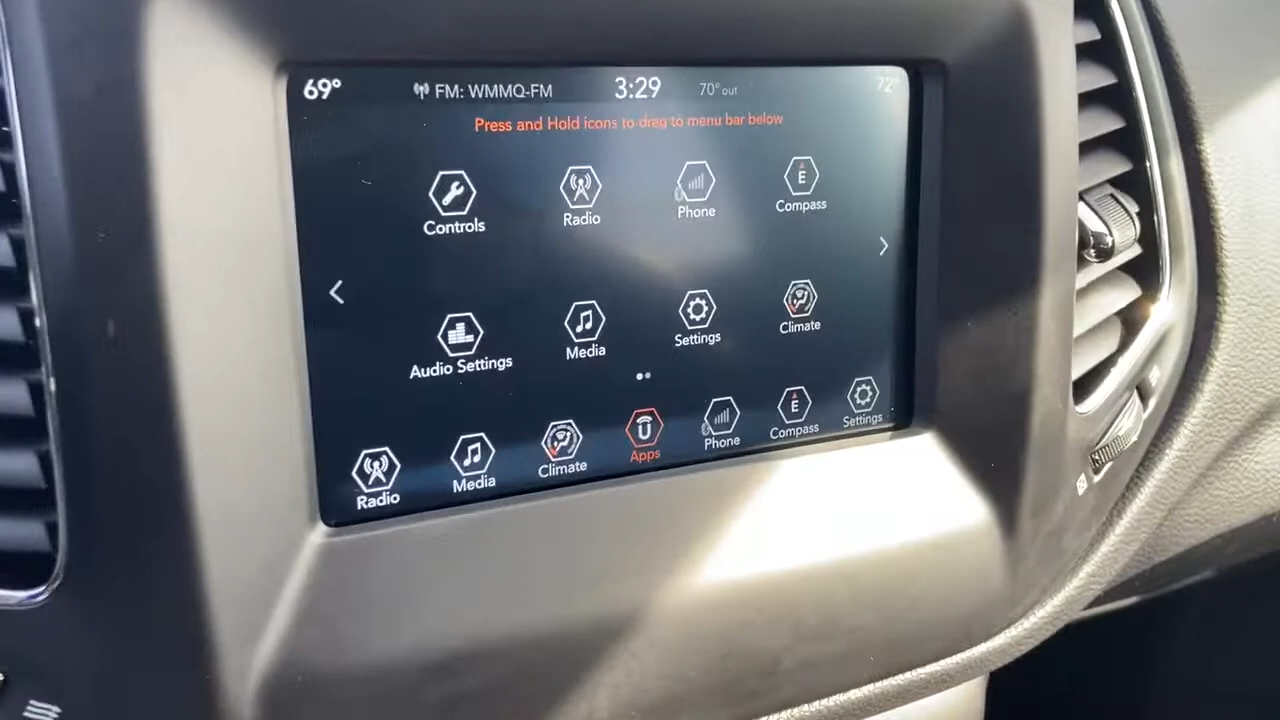 69° FM: WMMQ-FM 3:29 70° out 72°
Press and Hold icons to drag to menu bar below
Controls Radio Phone E Compass
Audio Settings Media Settings Climate
Radio Media Climate U Apps Phone E Compass Settings